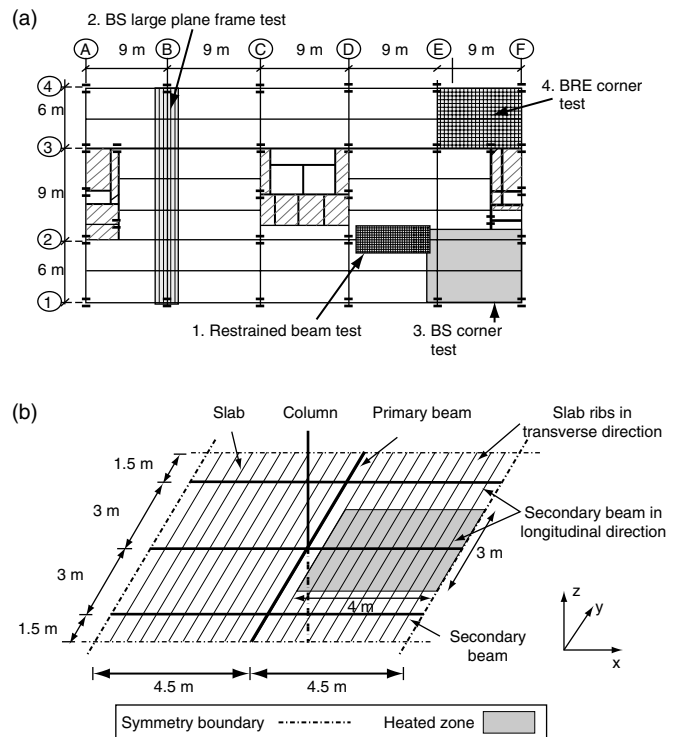 (a)
2. BS large plane frame test
A 9 m B 9 m C 9 m D 9 m E 9 m F
4
6 m
4. BRE corner
test
3
9 m
2
6 m
1
1. Restrained beam test
3. BS corner
test
(b)
Slab
Column
Primary beam
Slab ribs in
transverse direction
1.5 m
3 m
Secondary beam in
longitudinal direction
3 m
3 m
4 m
1.5 m
Secondary
beam
z
y
x
4.5 m
4.5 m
Symmetry boundary
Heated zone